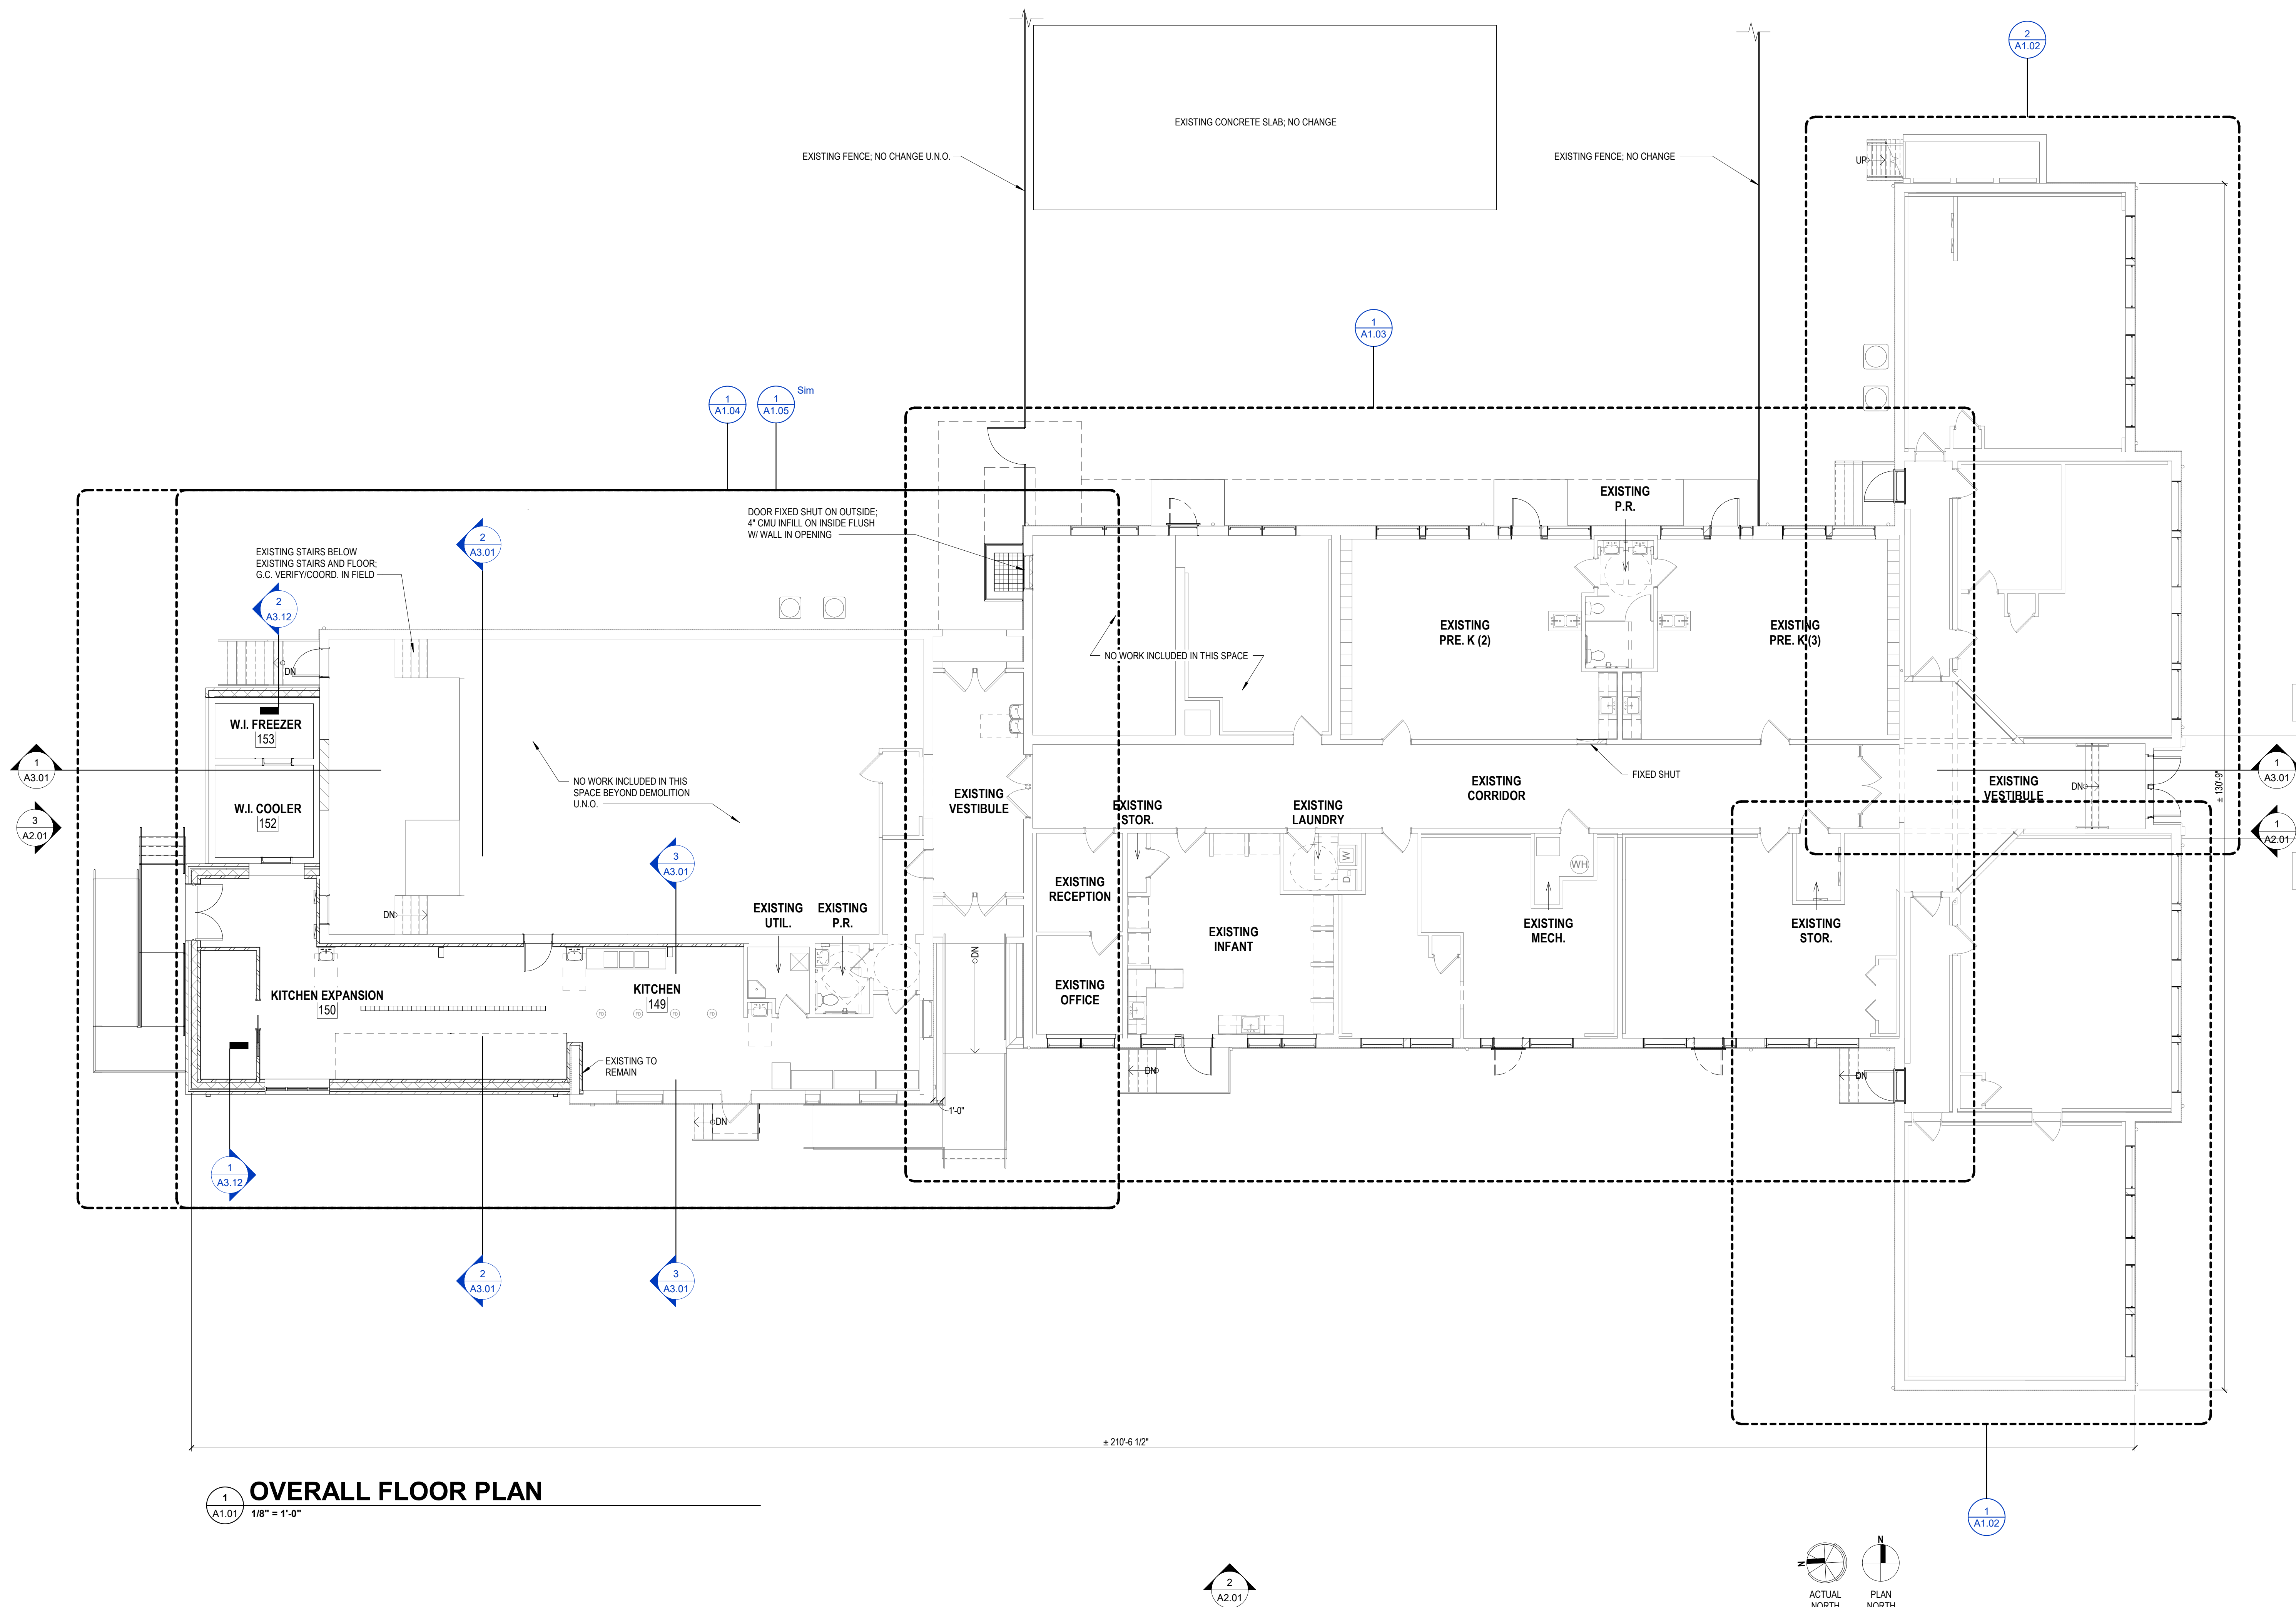 2
A1.02
EXISTING CONCRETE SLAB; NO CHANGE
EXISTING FENCE; NO CHANGE U.N.O.
EXISTING FENCE; NO CHANGE
UP
1
A1.03
1
A1.04
1
A1.05
Sim
DOOR FIXED SHUT ON OUTSIDE;
4" CMU INFILL ON INSIDE FLUSH
W/ WALL IN OPENING
EXISTING
P.R.
2
A3.01
EXISTING STAIRS BELOW
EXISTING STAIRS AND FLOOR;
G.C. VERIFY/COORD. IN FIELD
2
A3.12
DN
EXISTING
PRE. K (2)
EXISTING
PRE. K (3)
NO WORK INCLUDED IN THIS SPACE
W.I. FREEZER
153
1
A3.01
NO WORK INCLUDED IN THIS
SPACE BEYOND DEMOLITION
U.N.O.
FIXED SHUT
EXISTING
CORRIDOR
EXISTING
VESTIBULE
EXISTING
VESTIBULE
DN
± 130'-9"
1
A3.01
W.I. COOLER
152
EXISTING
STOR.
EXISTING
LAUNDRY
3
A2.01
1
A2.01
3
A3.01
W
D
WH
EXISTING
RECEPTION
DN
EXISTING
UTIL.
EXISTING
P.R.
EXISTING
INFANT
EXISTING
MECH.
EXISTING
STOR.
DN
KITCHEN EXPANSION
150
KITCHEN
149
EXISTING
OFFICE
FD
FD
FD
FD
EXISTING TO
REMAIN
DN
DN
1'-0"
DN
1
A3.12
2
A3.01
3
A3.01
± 210'-6 1/2"
1
A1.01
OVERALL FLOOR PLAN
1/8" = 1'-0"
1
A1.02
N
N
ACTUAL
NORTH
PLAN
NORTH
2
A2.01